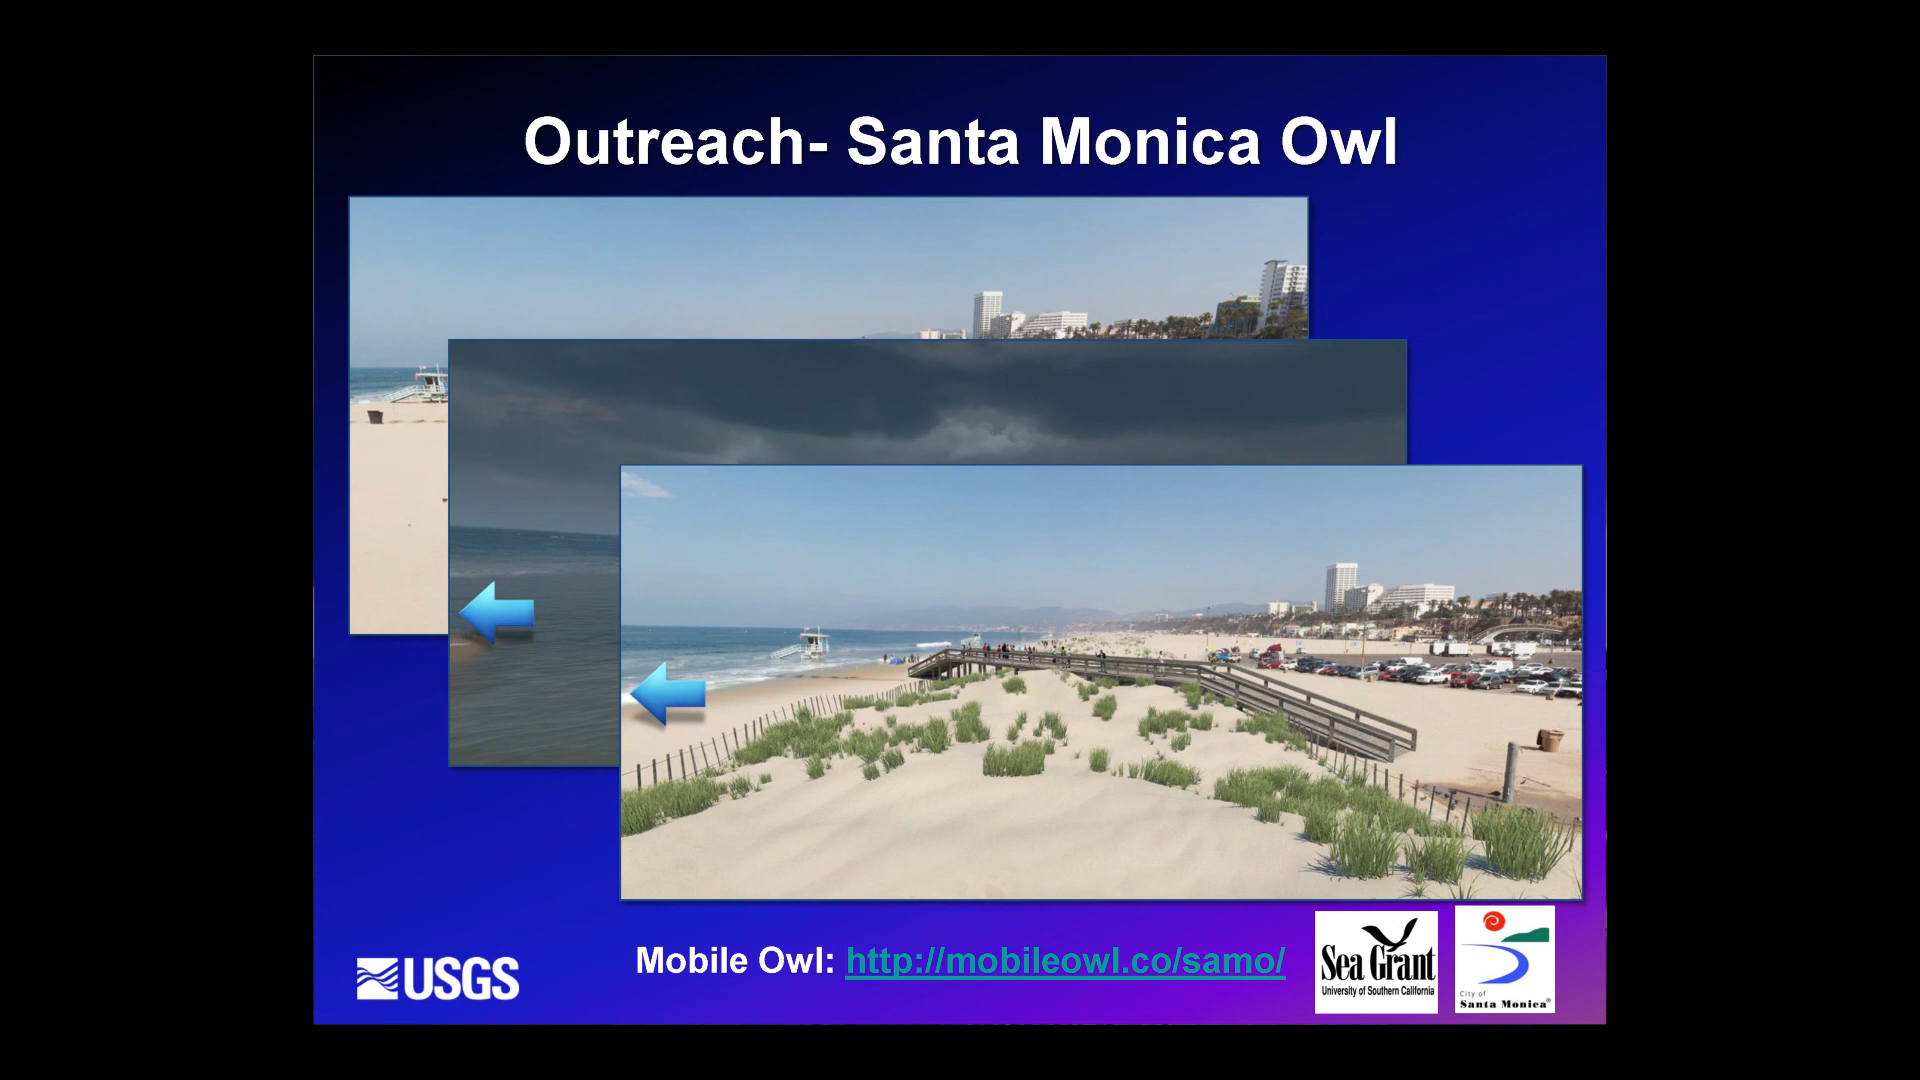 Outreach- Santa Monica Owl
USGS
Mobile Owl: http://mobileowl.co/samo/
Sea Grant
University of Southern California
City of
Santa Monica®